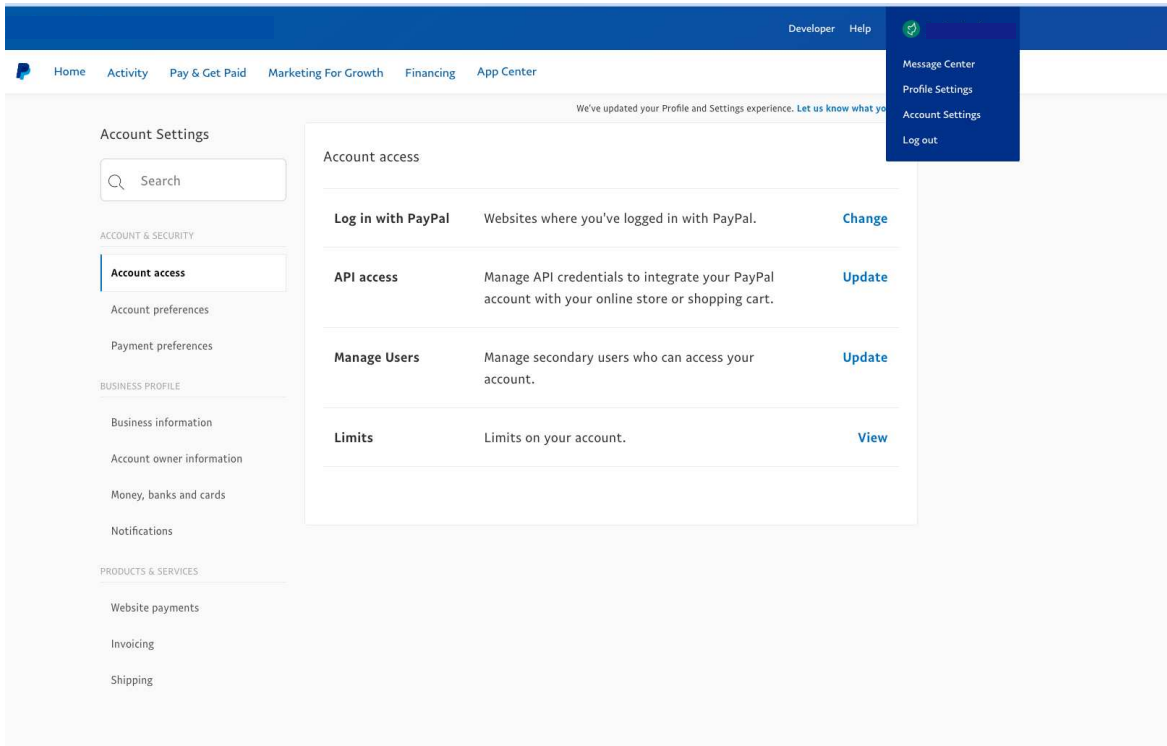 Developer Help
Home Activity Pay & Get Paid Marketing For Growth Financing App Center
Message Center
Profile Settings
Account Settings
Log out
We've updated your Profile and Settings experience. Let us know what yo
Account Settings
Search
ACCOUNT & SECURITY
Account access
Account preferences
Payment preferences
BUSINESS PROFILE
Business information
Account owner information
Money, banks and cards
Notifications
PRODUCTS & SERVICES
Website payments
Invoicing
Shipping
Account access
Log in with PayPal Websites where you've logged in with PayPal. Change
API access Manage API credentials to integrate your PayPal Update
account with your online store or shopping cart.
Manage Users Manage secondary users who can access your Update
account.
Limits Limits on your account. View